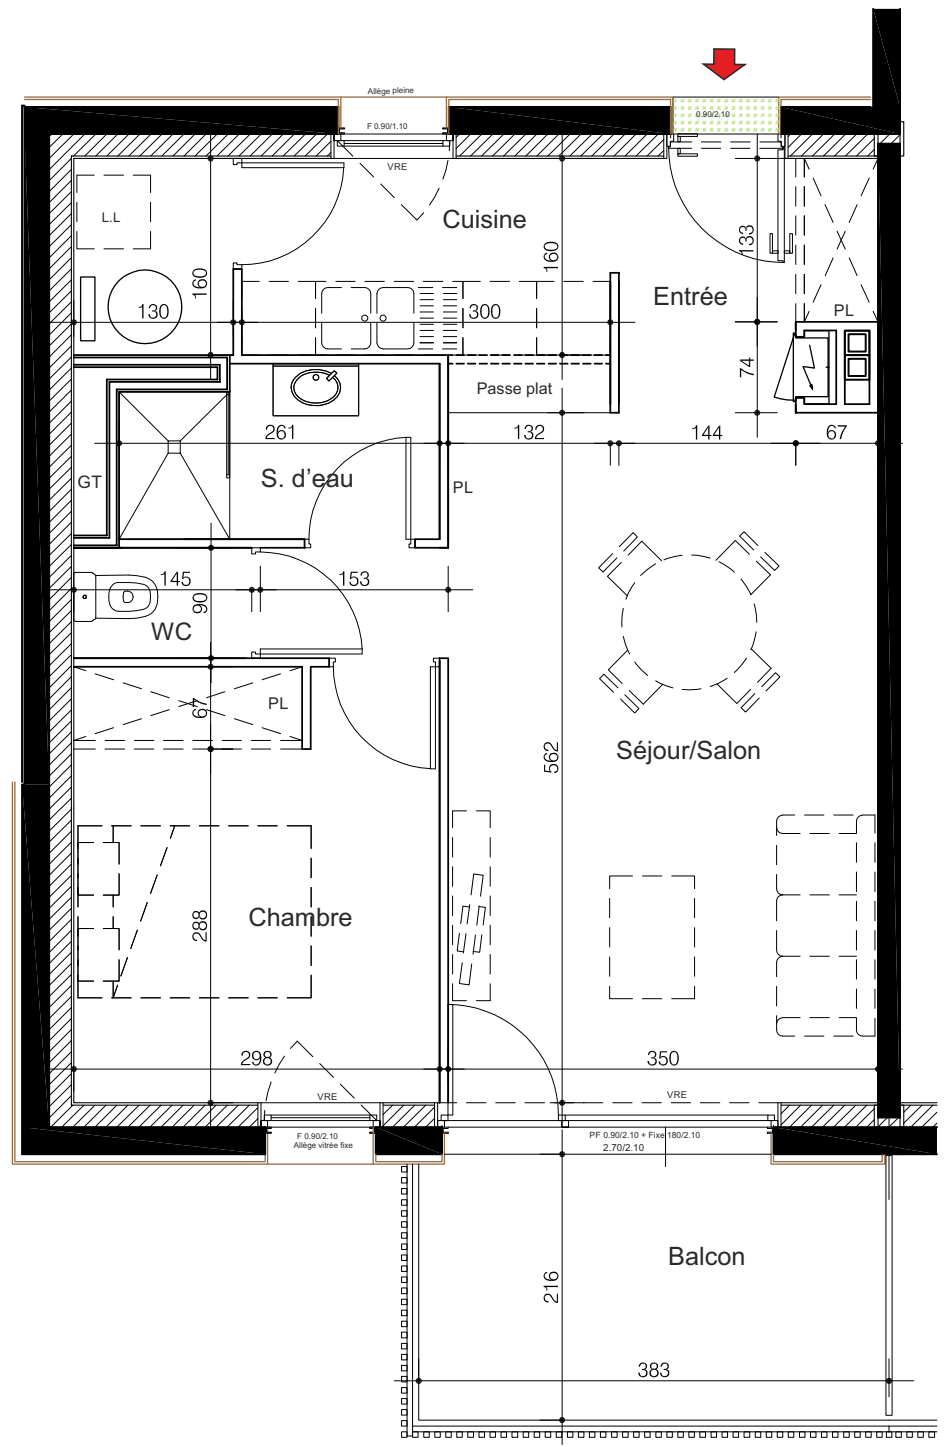 Allège pleine
F 0.90/1.10
0.90/2.10
VRE
L.L
Cuisine
133
160
160
Entrée
130
300
PL
74
Passe plat
261
132
144
67
GT
S. d'eau
PL
145
153
90
WC
67
PL
Séjour/Salon
562
288
Chambre
298
350
VRE
VRE
F 0.90/2.10
Allège vitrée fixe
PF 0.90/2.10 + Fixe 180/2.10
2.70/2.10
Balcon
216
383